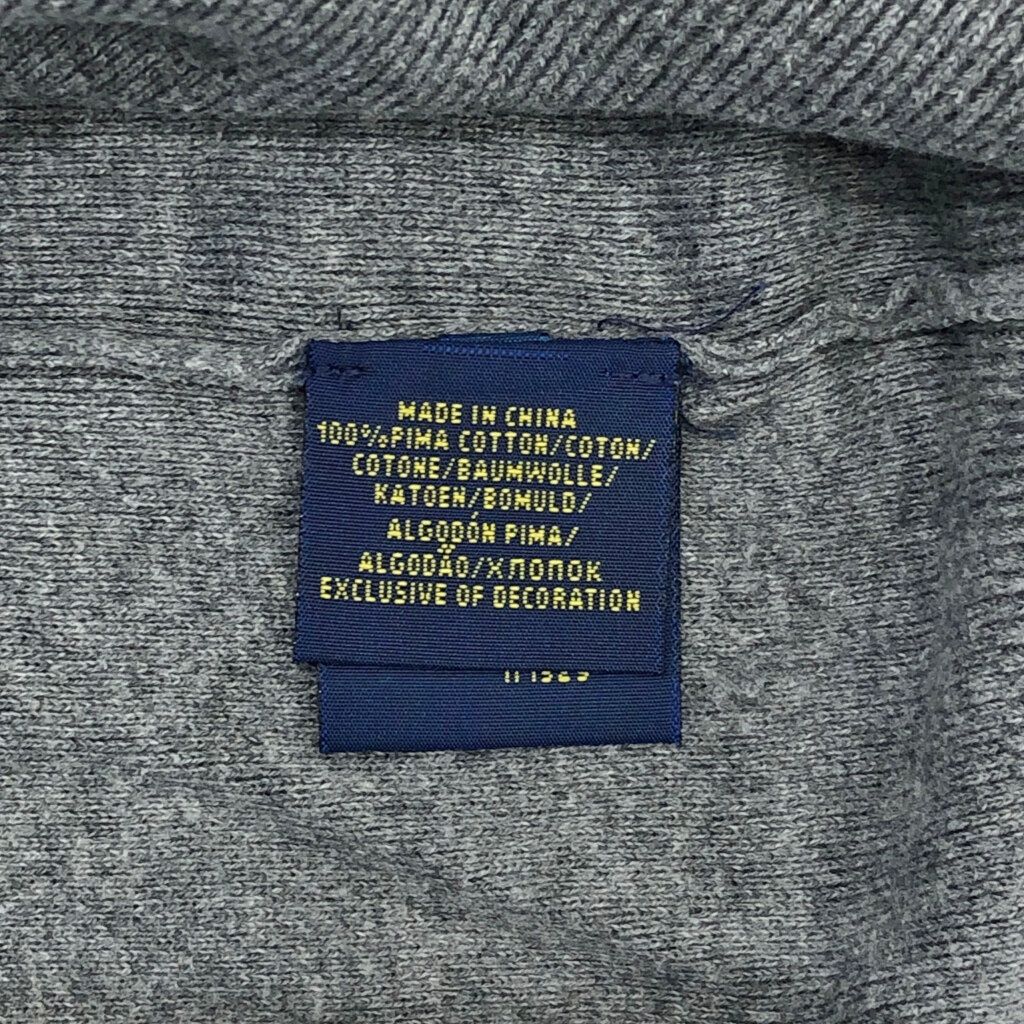 MADE IN CHINA
100%PIMA COTTON/COTON/
COTONE/BAUMWOLLE/
KATOEN/BOMULD/
ALGODÓN PIMA/
ALGODÃO/ХЛОПОК
EXCLUSIVE OF DECORATION